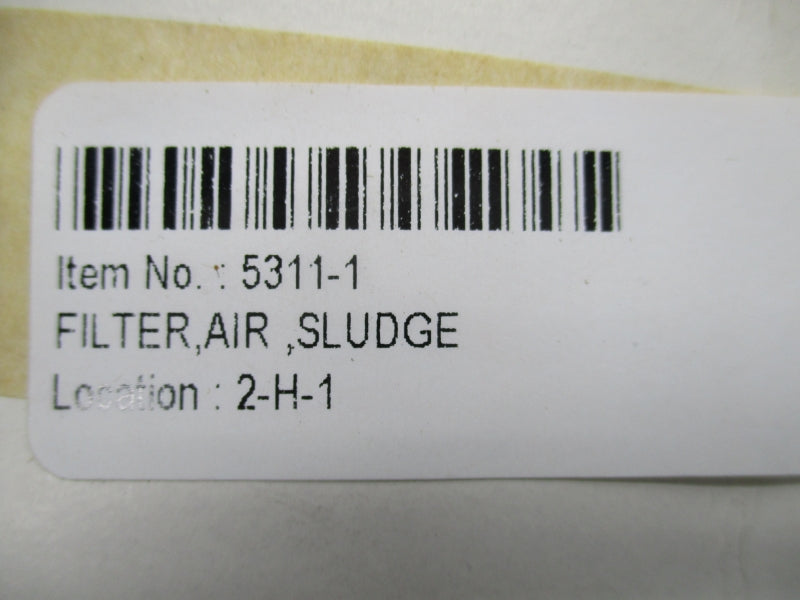 Item No. : 5311-1
FILTER,AIR ,SLUDGE
Location : 2-H-1